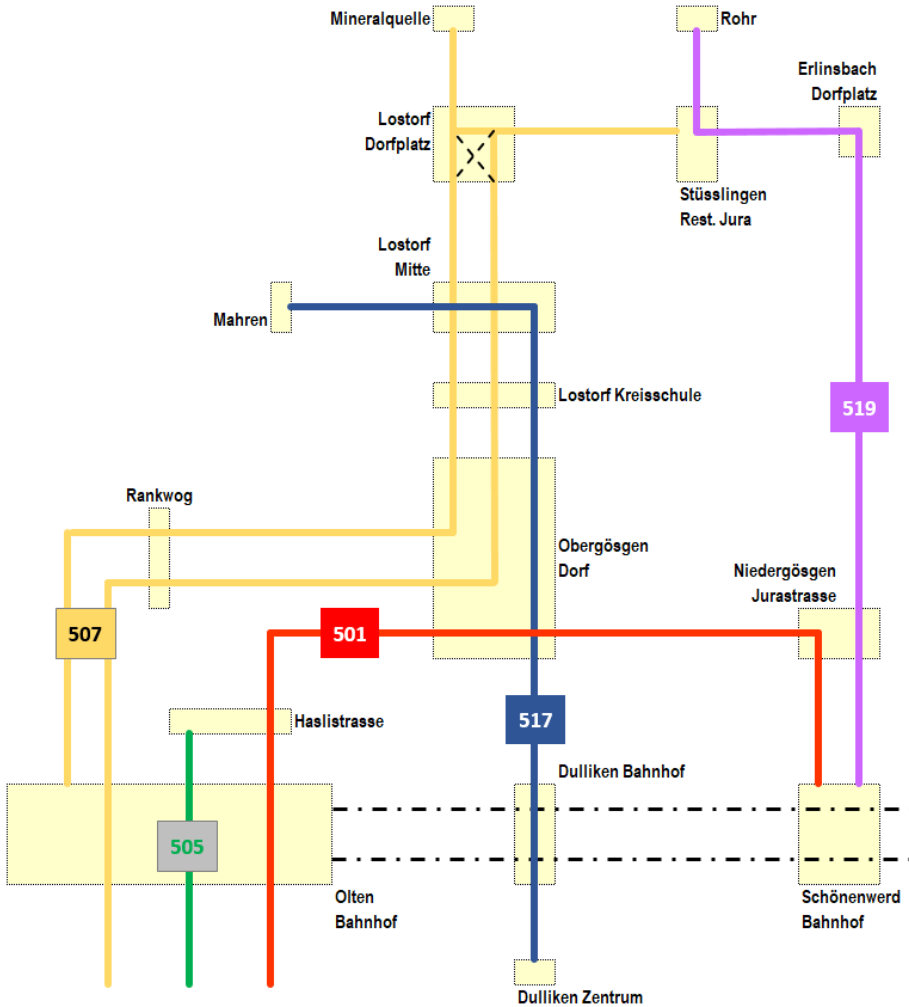 Mineralquelle
Rohr
Erlinsbach
Dorfplatz
Lostorf
Dorfplatz
Stüsslingen
Rest. Jura
Lostorf
Mitte
Mahren
Lostorf Kreisschule
519
Rankwog
Obergösgen
Dorf
Niedergösgen
Jurastrasse
507
501
Haslistrasse
517
Dulliken Bahnhof
505
Olten
Bahnhof
Schönenwerd
Bahnhof
Dulliken Zentrum